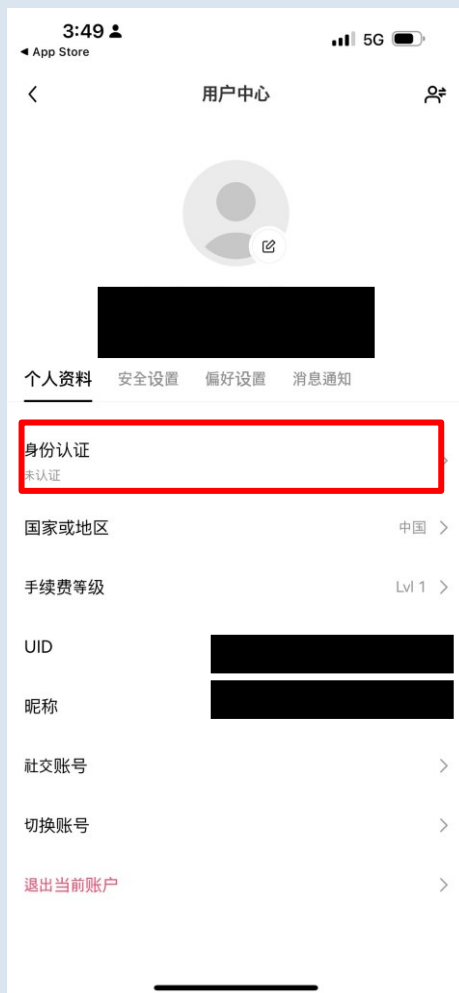 3:49
5G
◀ App Store
用户中心
个人资料 安全设置 偏好设置 消息通知
身份认证
未认证
国家或地区 中国
手续费等级 Lvl 1
UID
昵称
社交账号
切换账号
退出当前账户